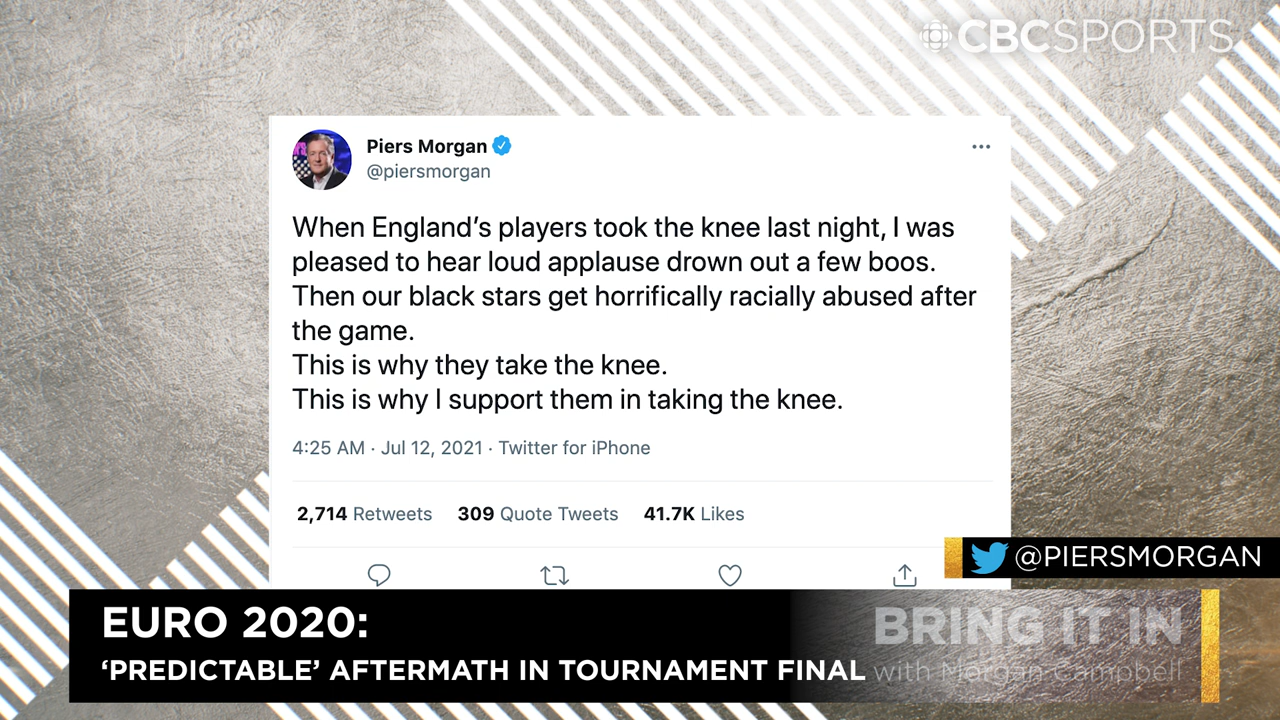 CBCSPORTS
Piers Morgan
@piersmorgan
When England’s players took the knee last night, I was
pleased to hear loud applause drown out a few boos.
Then our black stars get horrifically racially abused after
the game.
This is why they take the knee.
This is why I support them in taking the knee.
4:25 AM · Jul 12, 2021 · Twitter for iPhone
2,714 Retweets 309 Quote Tweets 41.7K Likes
@PIERSMORGAN
EURO 2020:
‘PREDICTABLE’ AFTERMATH IN TOURNAMENT FINAL
BRING IT IN
with Morgan Campbell